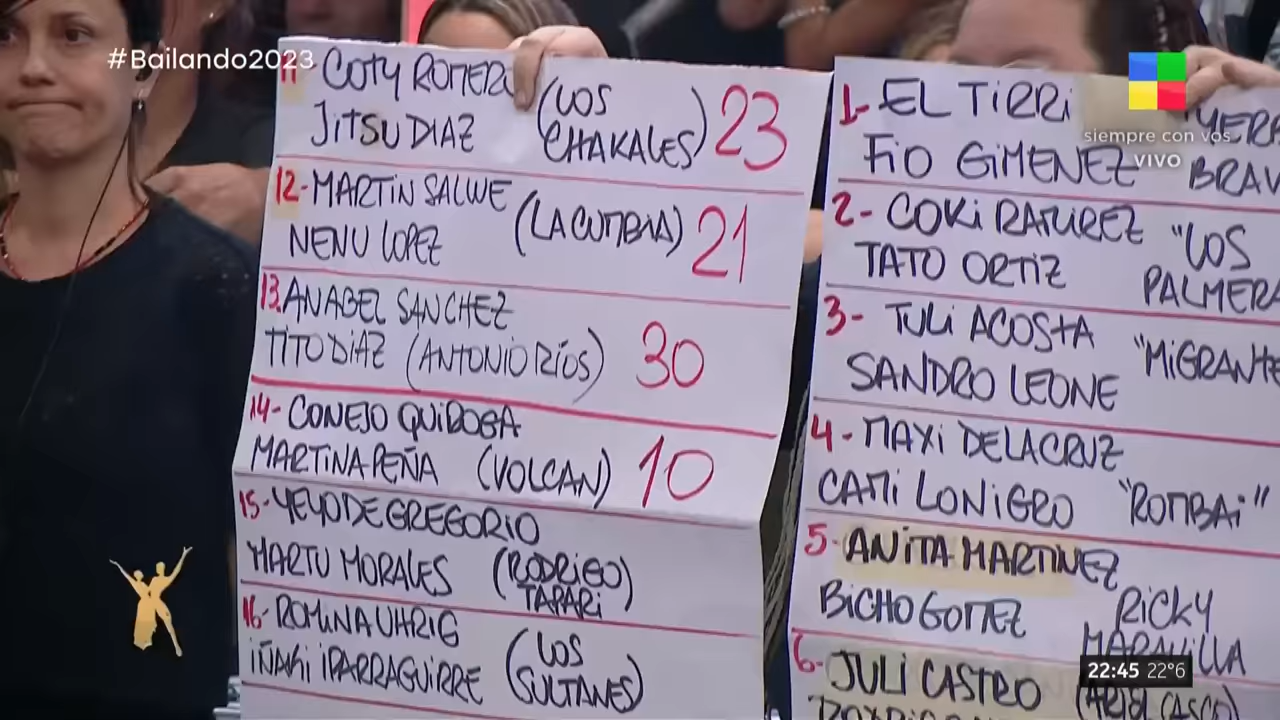 #Bailando2023
11- COTY ROMERO (LOS
JITSU DIAZ CHAKALES) 23
12-MARTIN SALWE
NENU LOPEZ (LA CUMBIA) 21
13.ANABEL SANCHEZ
TITO DIAZ (ANTONIO RÍOS) 30
14- CONEJO QUIROGA
MARTINA PEÑA (VOLCAN) 10
15-YEYO DE GREGORIO
MARTU MORALES (RODRIGO
TAPARI)
16-ROMINA UHRIG
IÑAKI IPARRAGUIRRE (LOS
SULTANES)
1- EL TIRRI
FIO GIMENEZ BRAV
2- COKI RAMIREZ "LOS
TATO ORTIZ PALMERA
3- JULI ACOSTA "MIGRANTE
SANDRO LEONE
4- MAXI DELACRUZ
CAMI LONIGRO "ROMBAI"
5-ANITA MARTINEZ
BICHO GOMEZ RICKY
MARAVILLA
6-JULI CASTRO
siempre con vos
VIVO
22:45 22°6